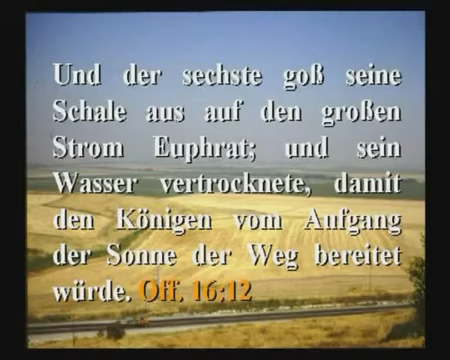 Und der sechste goß seine
Schale aus auf den großen
Strom Euphrat; und sein
Wasser vertrocknete, damit
den Königen vom Aufgang
der Sonne der Weg bereitet
würde. Off. 16:12